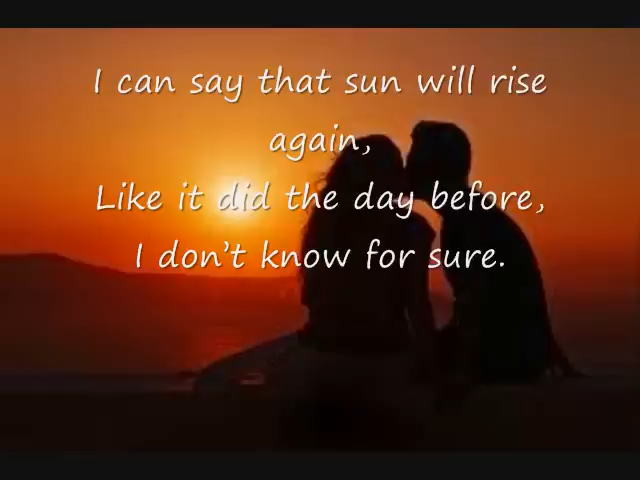 I can say that sun will rise
again,
Like it did the day before,
I don't know for sure.